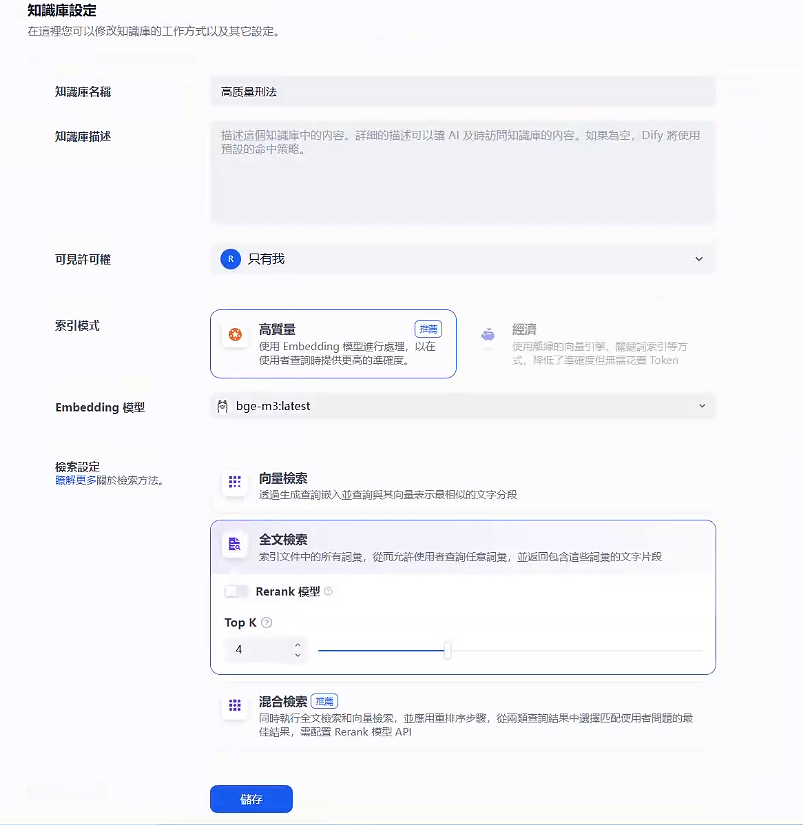 知識庫設定
在這裡您可以修改知識庫的工作方式以及其它設定。
知識庫名稱
高质量刑法
知識庫描述
描述這個知識庫中的內容。詳細的描述可以讓 AI 及時訪問知識庫的內容。如果為空，Dify 將使用
預設的命中策略。
可見許可權
R 只有我
索引模式
高質量 推薦
使用 Embedding 模型進行處理，以在
使用者查詢時提供更高的準確度。
經濟
使用離線的向量引擎、關鍵詞索引等方
式，降低了準確度但無需花費 Token
Embedding 模型
bge-m3:latest
檢索設定
瞭解更多關於檢索方法。
向量檢索
透過生成查詢嵌入並查詢與其向量表示最相似的文字分段
全文檢索
索引文件中的所有詞彙，從而允許使用者查詢任意詞彙，並返回包含這些詞彙的文字片段
Rerank 模型
Top K
4
混合檢索 推薦
同時執行全文檢索和向量檢索，並應用重排序步驟，從兩類查詢結果中選擇匹配使用者問題的最
佳結果，需配置 Rerank 模型 API
儲存